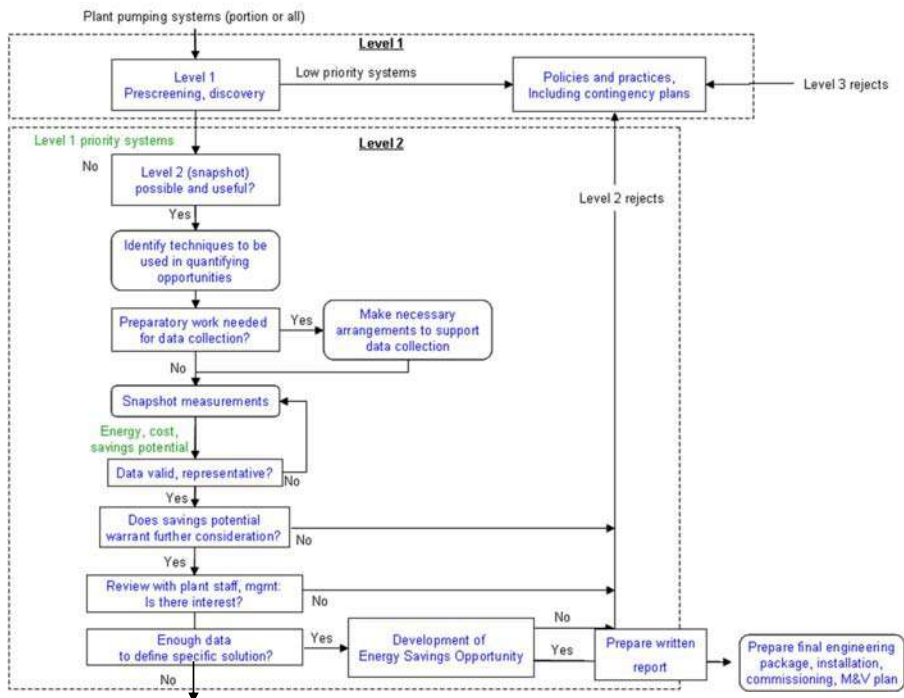 Plant pumping systems (portion or all)
Level 1
Level 1
Prescreening, discovery
Low priority systems
Policies and practices,
Including contingency plans
Level 3 rejects
Level 1 priority systems
Level 2
No
Level 2 (snapshot)
possible and useful?
Level 2 rejects
Yes
Identify techniques to be
used in quantifying
opportunities
Preparatory work needed
for data collection?
Yes
Make necessary
arrangements to support
data collection
No
Snapshot measurements
Energy, cost,
savings potential
Data valid, representative?
No
Yes
Does savings potential
warrant further consideration?
No
Yes
Review with plant staff, mgmt:
Is there interest?
No
Enough data
to define specific solution?
Yes
Development of
Energy Savings Opportunity
No
Yes
Prepare written
report
Prepare final engineering
package, installation,
commissioning, M&V plan
No